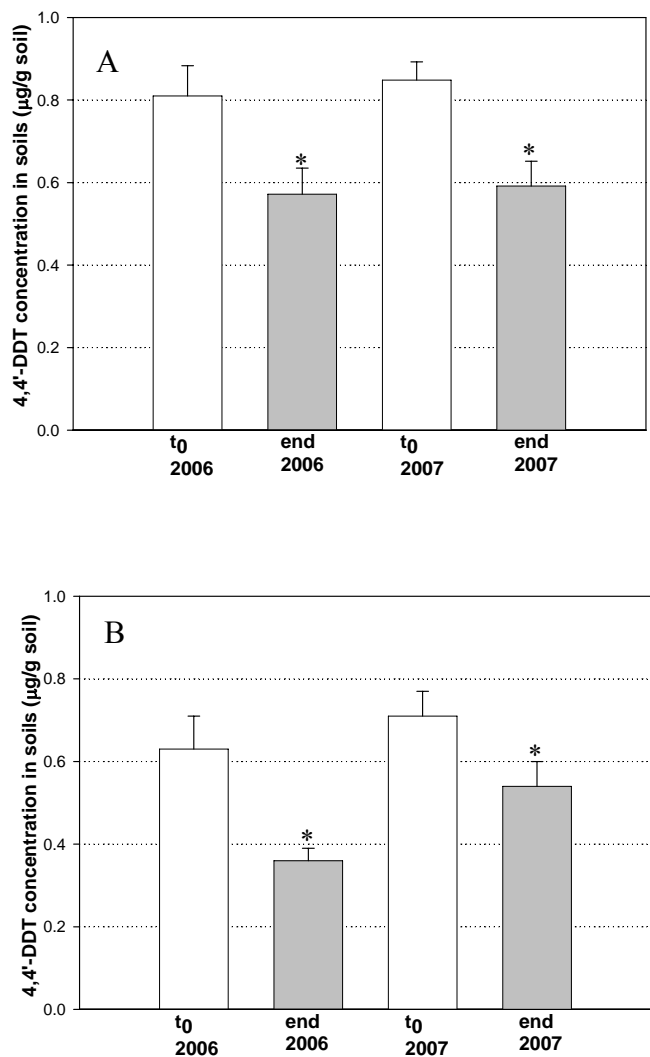 1.0
A
0.8
*
*
0.6
0.4
0.2
0.0
4,4'-DDT concentration in soils (µg/g soil)
t0 end t0 end
2006 2006 2007 2007
1.0
B
0.8
*
0.6
*
0.4
0.2
0.0
4,4'-DDT concentration in soils (µg/g soil)
t0 end t0 end
2006 2006 2007 2007